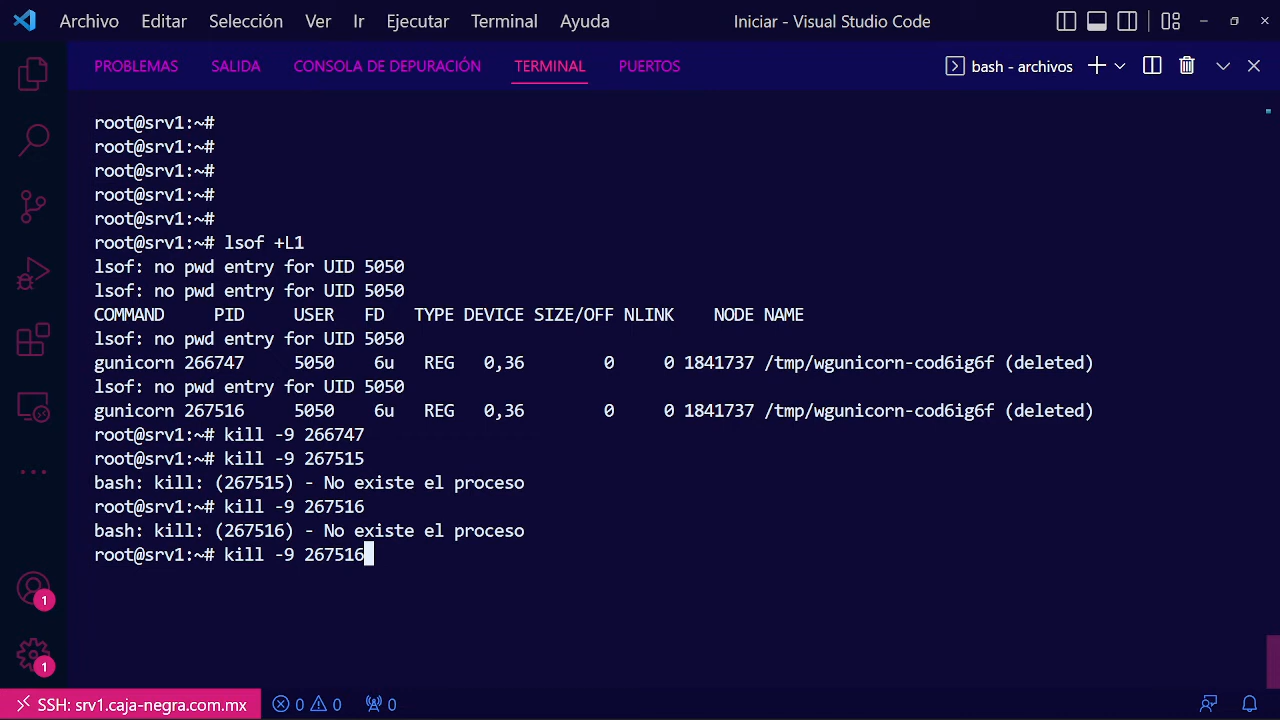 Archivo Editar Selección Ver Ir Ejecutar Terminal Ayuda Iniciar - Visual Studio Code
PROBLEMAS SALIDA CONSOLA DE DEPURACIÓN TERMINAL PUERTOS bash - archivos
root@srv1:~#
root@srv1:~#
root@srv1:~#
root@srv1:~#
root@srv1:~#
root@srv1:~# lsof +L1
lsof: no pwd entry for UID 5050
lsof: no pwd entry for UID 5050
COMMAND PID USER FD TYPE DEVICE SIZE/OFF NLINK NODE NAME
lsof: no pwd entry for UID 5050
gunicorn 266747 5050 6u REG 0,36 0 0 1841737 /tmp/wgunicorn-cod6ig6f (deleted)
lsof: no pwd entry for UID 5050
gunicorn 267516 5050 6u REG 0,36 0 0 1841737 /tmp/wgunicorn-cod6ig6f (deleted)
root@srv1:~# kill -9 266747
root@srv1:~# kill -9 267515
bash: kill: (267515) - No existe el proceso
root@srv1:~# kill -9 267516
bash: kill: (267516) - No existe el proceso
root@srv1:~# kill -9 267516
1
1
SSH: srv1.caja-negra.com.mx 0 0 0